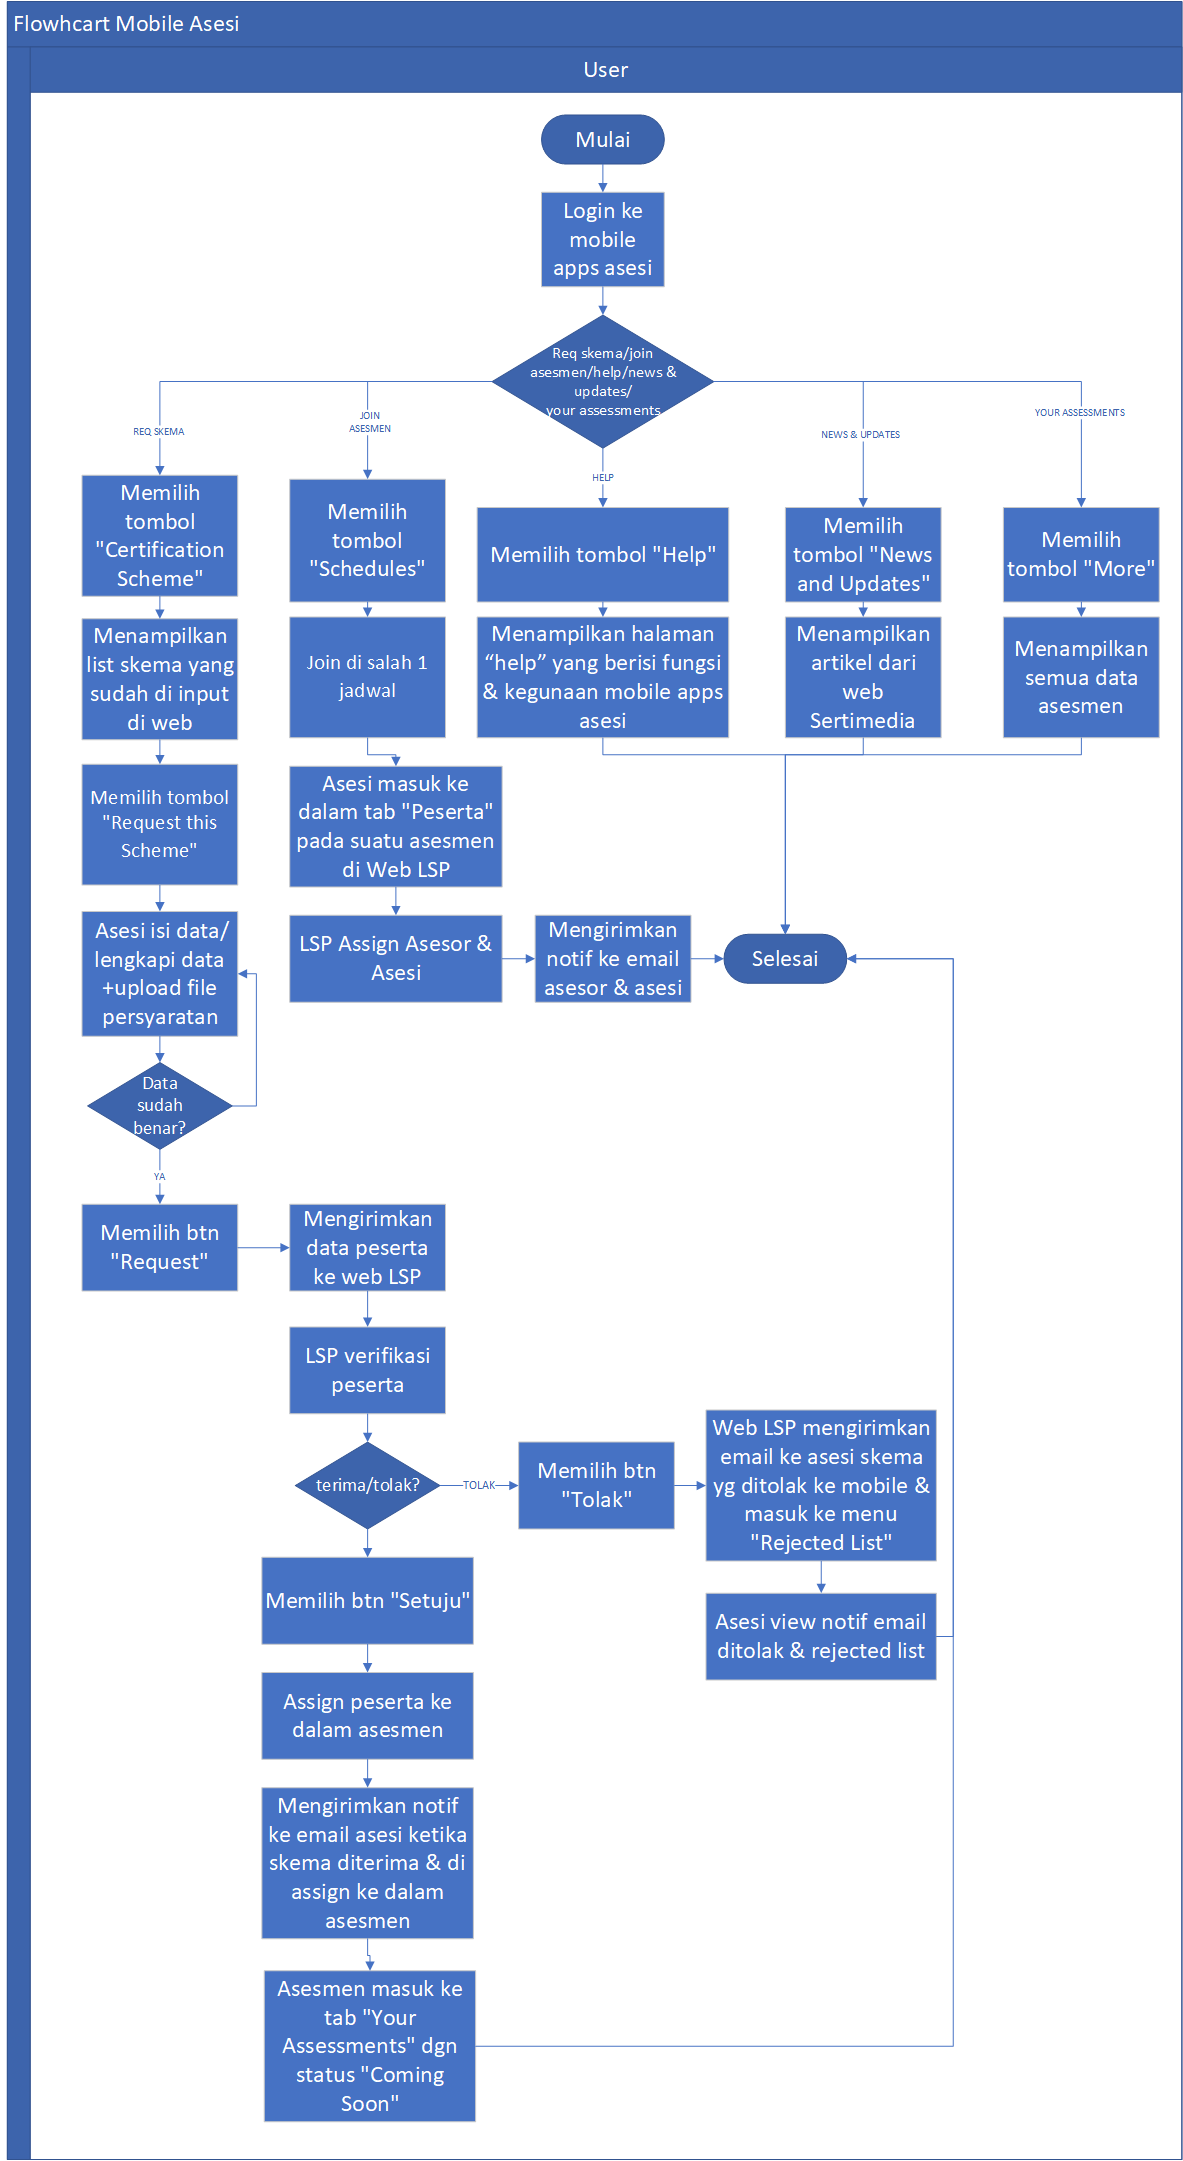 Flowhcart Mobile Asesi
User
Mulai
Login ke
mobile
apps asesi
Req skema/join
asesmen/help/news &
updates/
your assessments
REQ SKEMA
JOIN
ASESMEN
HELP
NEWS & UPDATES
YOUR ASSESSMENTS
Memilih
tombol
"Certification
Scheme"
Memilih
tombol
"Schedules"
Memilih tombol "Help"
Memilih
tombol "News
and Updates"
Memilih
tombol "More"
Menampilkan
list skema yang
sudah di input
di web
Join di salah 1
jadwal
Menampilkan halaman
“help” yang berisi fungsi
& kegunaan mobile apps
asesi
Menampilkan
artikel dari
web
Sertimedia
Menampilkan
semua data
asesmen
Memilih tombol
"Request this
Scheme"
Asesi masuk ke
dalam tab "Peserta"
pada suatu asesmen
di Web LSP
Asesi isi data/
lengkapi data
+upload file
persyaratan
LSP Assign Asesor &
Asesi
Mengirimkan
notif ke email
asesor & asesi
Selesai
Data
sudah
benar?
YA
Memilih btn
"Request"
Mengirimkan
data peserta
ke web LSP
LSP verifikasi
peserta
terima/tolak?
TOLAK
Memilih btn
"Tolak"
Web LSP mengirimkan
email ke asesi skema
yg ditolak ke mobile &
masuk ke menu
"Rejected List"
Memilih btn "Setuju"
Asesi view notif email
ditolak & rejected list
Assign peserta ke
dalam asesmen
Mengirimkan notif
ke email asesi ketika
skema diterima & di
assign ke dalam
asesmen
Asesmen masuk ke
tab "Your
Assessments" dgn
status "Coming
Soon"